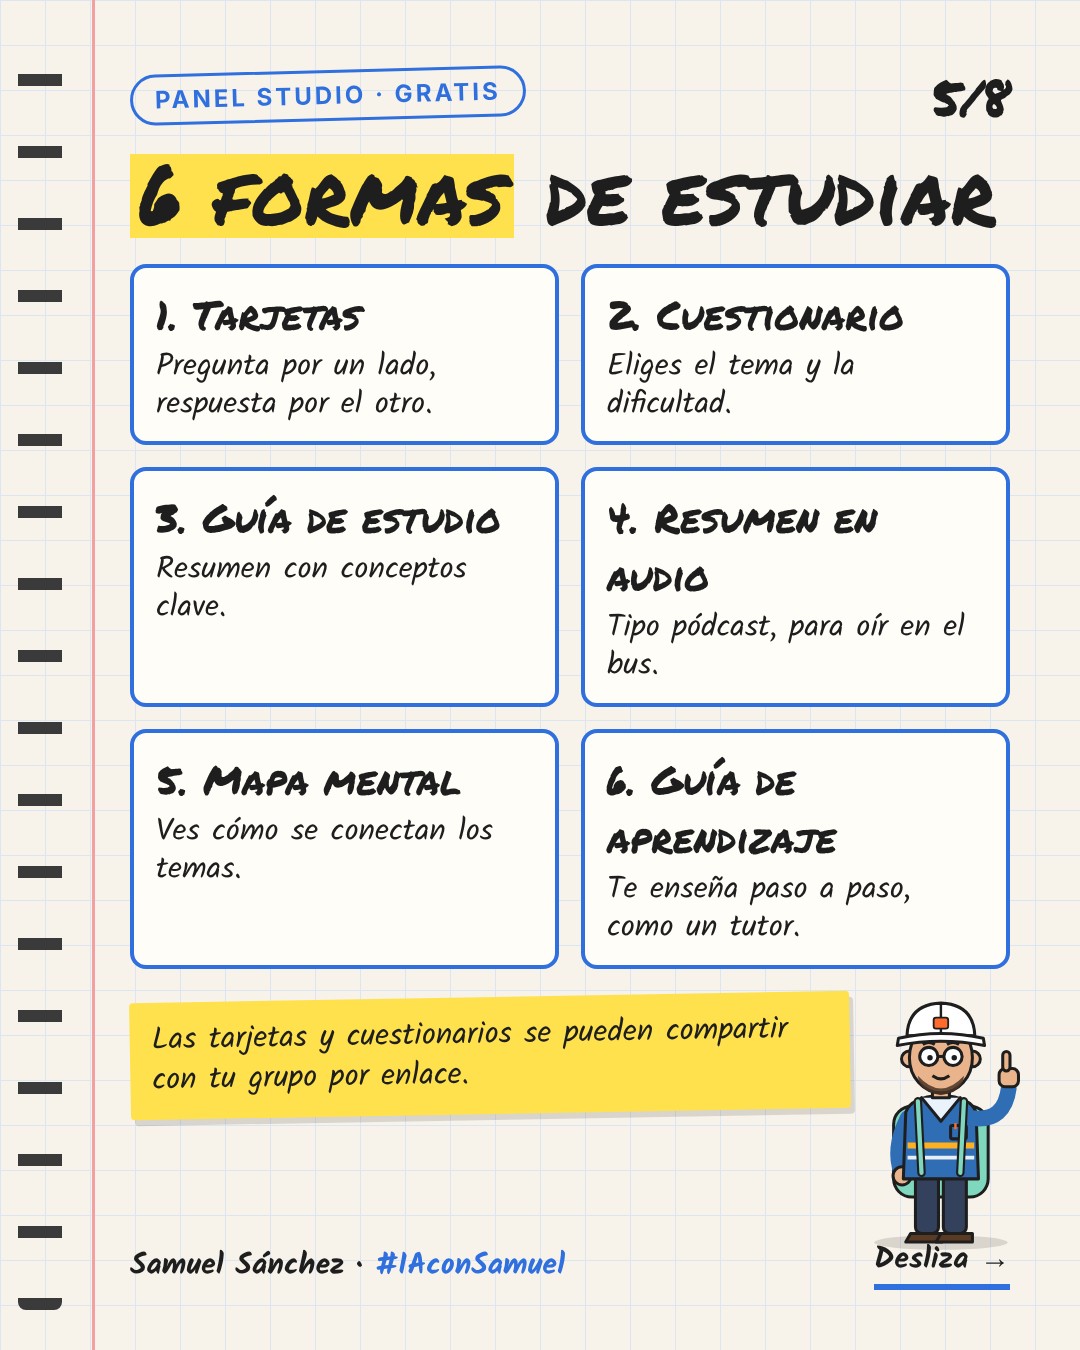 PANEL STUDIO · GRATIS
5/8
6 FORMAS DE ESTUDIAR
1. TARJETAS
Pregunta por un lado,
respuesta por el otro.
2. CUESTIONARIO
Eliges el tema y la
dificultad.
3. GUÍA DE ESTUDIO
Resumen con conceptos
clave.
4. RESUMEN EN
AUDIO
Tipo pódcast, para oír en el
bus.
5. MAPA MENTAL
Ves cómo se conectan los
temas.
6. GUÍA DE
APRENDIZAJE
Te enseña paso a paso,
como un tutor.
Las tarjetas y cuestionarios se pueden compartir
con tu grupo por enlace.
Samuel Sánchez · #IAconSamuel
Desliza →